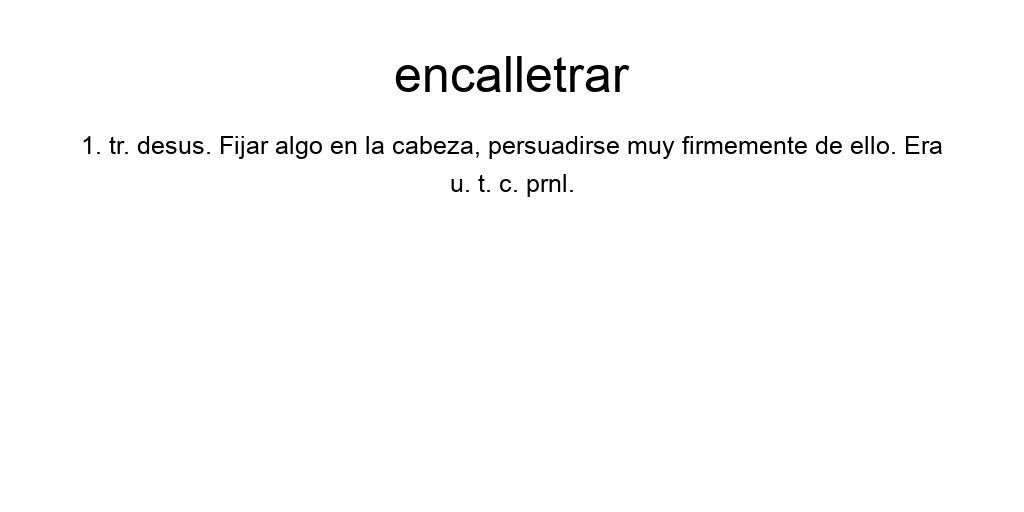 encalletrar
1. tr. desus. Fijar algo en la cabeza, persuadirse muy firmemente de ello. Era
u. t. c. prnl.